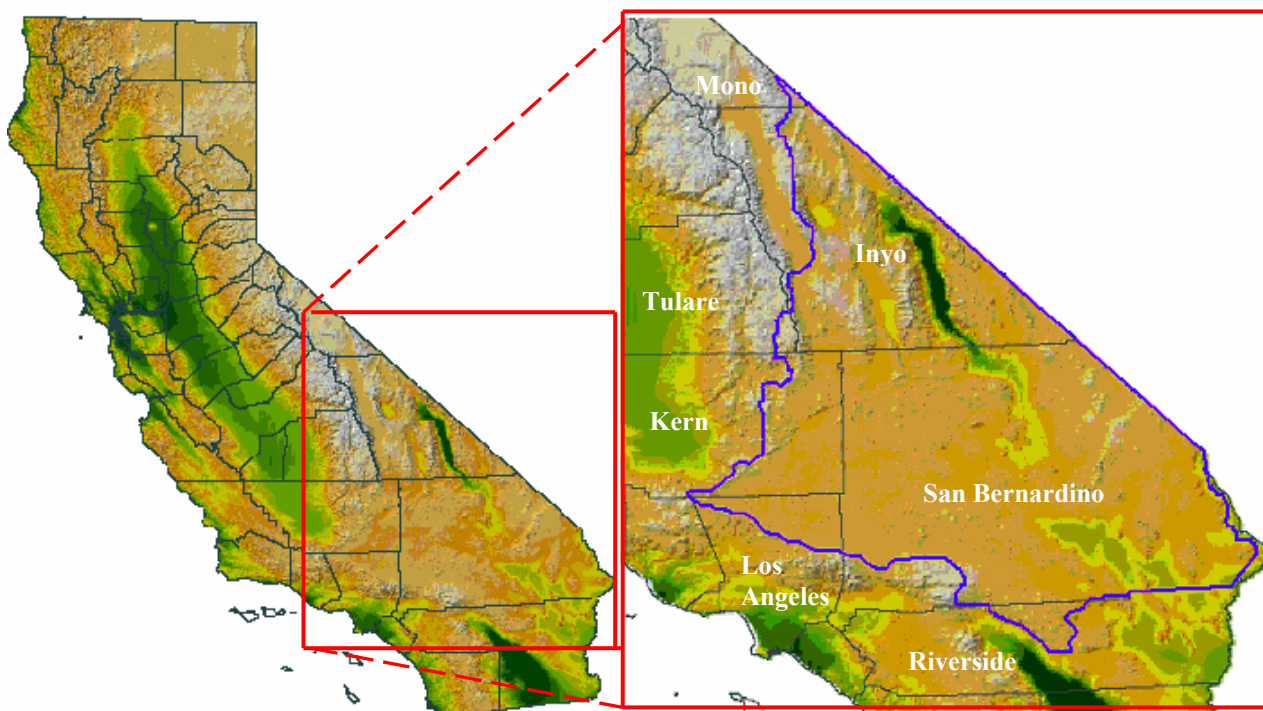 Mono
Inyo
Tulare
Kern
San Bernardino
Los
Angeles
Riverside